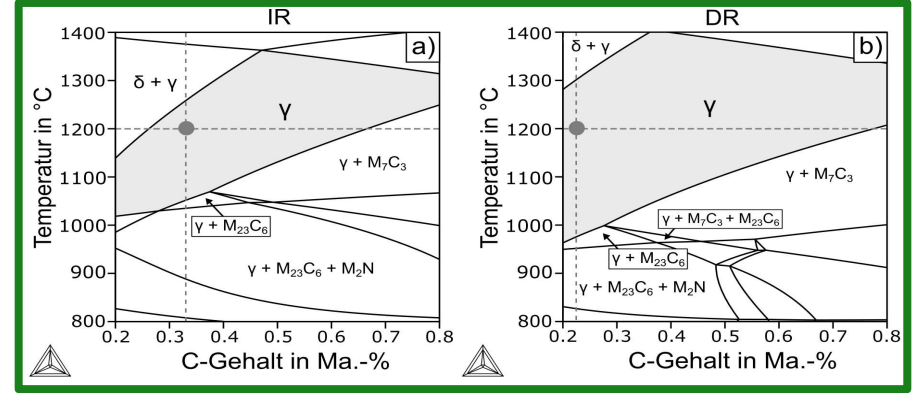 IR
a)
1400
1300
1200
1100
1000
900
800
Temperatur in °C
δ + γ
γ
γ + M₇C₃
γ + M₂₃C₆
γ + M₂₃C₆ + M₂N
0.2 0.3 0.4 0.5 0.6 0.7 0.8
C-Gehalt in Ma.-%
DR
b)
1400
1300
1200
1100
1000
900
800
Temperatur in °C
δ + γ
γ
γ + M₇C₃
γ + M₇C₃ + M₂₃C₆
γ + M₂₃C₆
γ + M₂₃C₆ + M₂N
0.2 0.3 0.4 0.5 0.6 0.7 0.8
C-Gehalt in Ma.-%